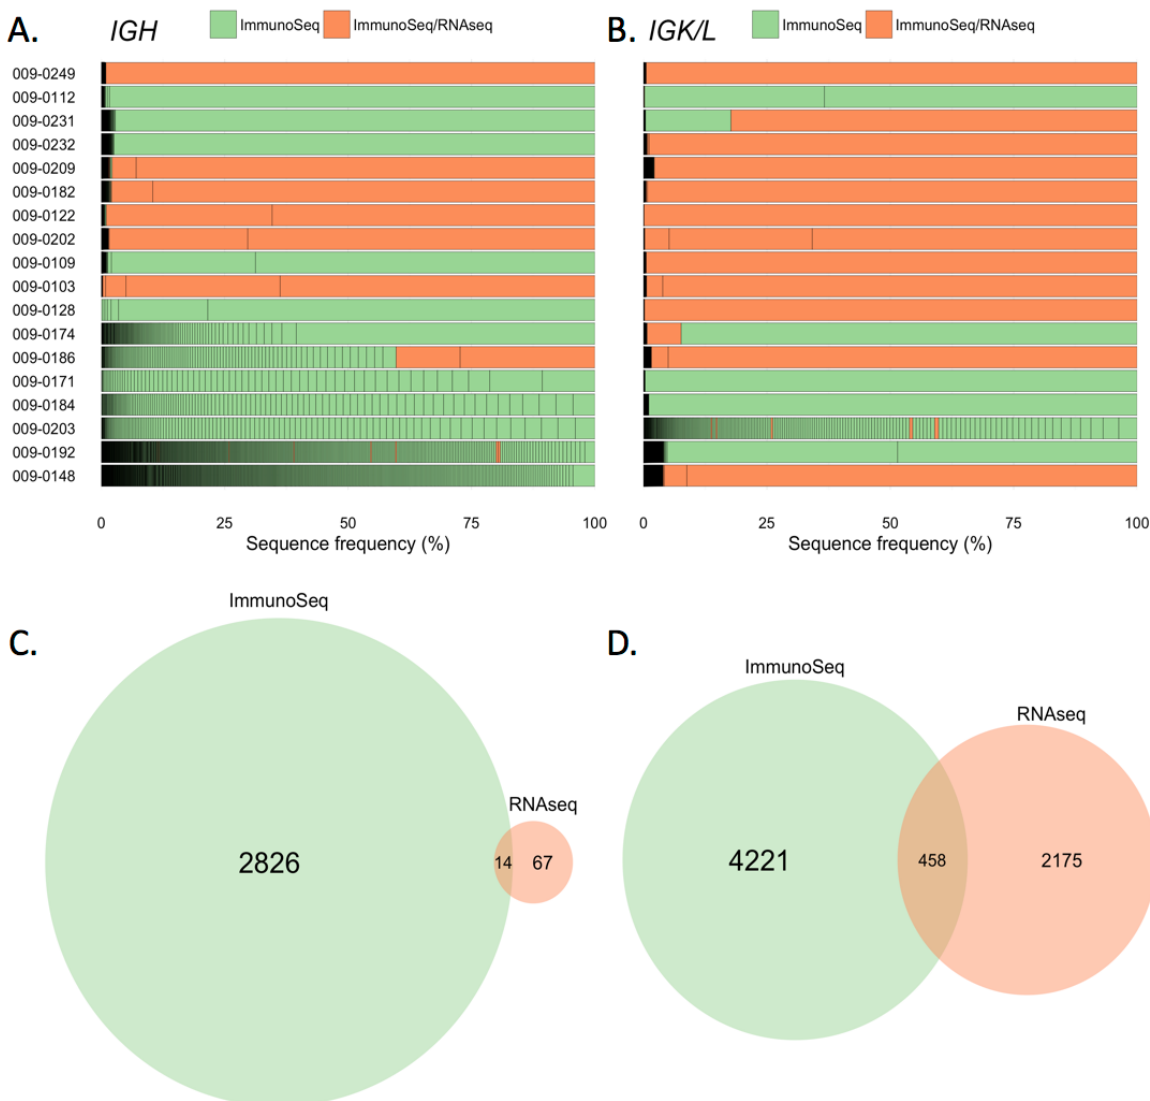 A. IGH ImmunoSeq ImmunoSeq/RNAseq
B. IGK/L ImmunoSeq ImmunoSeq/RNAseq
009-0249
009-0112
009-0231
009-0232
009-0209
009-0182
009-0122
009-0202
009-0109
009-0103
009-0128
009-0174
009-0186
009-0171
009-0184
009-0203
009-0192
009-0148
0 25 50 75 100
Sequence frequency (%)
0 25 50 75 100
Sequence frequency (%)
C.
ImmunoSeq
RNAseq
2826 14 67
D.
ImmunoSeq
RNAseq
4221 458 2175